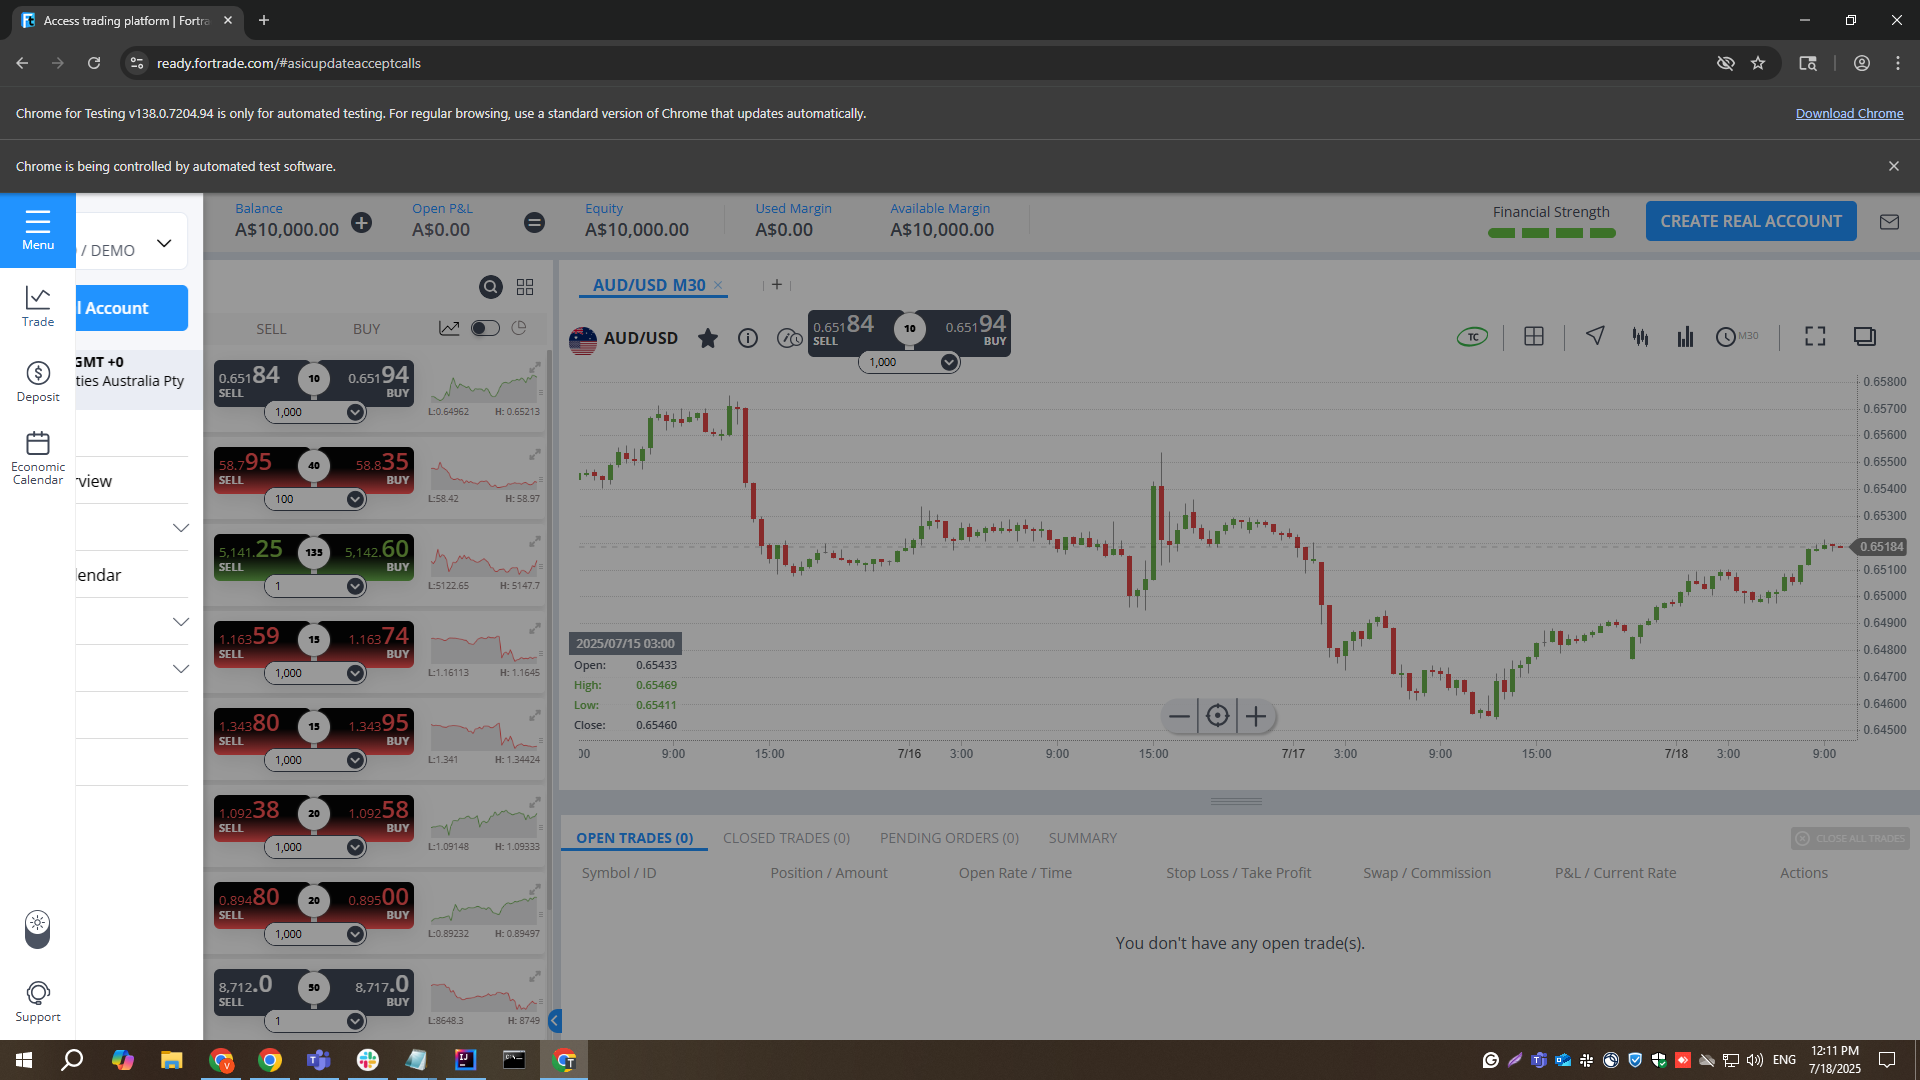 Access trading platform | Fortra
ready.fortrade.com/#asicupdateacceptcalls
Chrome for Testing v138.0.7204.94 is only for automated testing. For regular browsing, use a standard version of Chrome that updates automatically.
Download Chrome
Chrome is being controlled by automated test software.
Menu
Trade
Deposit
Economic
Calendar
Support
/ DEMO
l Account
GMT +0
ties Australia Pty
rview
lendar
Balance
A$10,000.00
Open P&L
A$0.00
Equity
A$10,000.00
Used Margin
A$0.00
Available Margin
A$10,000.00
Financial Strength
CREATE REAL ACCOUNT
SELL BUY
0.65184 10 0.65194
SELL BUY
1,000
L:0.64962 H: 0.65213
58.795 40 58.835
SELL BUY
100
L:58.42 H: 58.97
5,141.25 135 5,142.60
SELL BUY
1
L:5122.65 H: 5147.7
1.16359 15 1.16374
SELL BUY
1,000
L:1.16113 H: 1.1645
1.34380 15 1.34395
SELL BUY
1,000
L:1.341 H: 1.34424
1.09238 20 1.09258
SELL BUY
1,000
L:1.09148 H: 1.09333
0.89480 20 0.89500
SELL BUY
1,000
L:0.89232 H: 0.89497
8,712.0 50 8,717.0
SELL BUY
1
L:8648.3 H: 8749
AUD/USD M30
AUD/USD
0.65184 10 0.65194
SELL BUY
1,000
TC
M30
0.65800
0.65700
0.65600
0.65500
0.65400
0.65300
0.65184
0.65100
0.65000
0.64900
0.64800
0.64700
0.64600
0.64500
2025/07/15 03:00
Open: 0.65433
High: 0.65469
Low: 0.65411
Close: 0.65460
00 9:00 15:00 7/16 3:00 9:00 15:00 7/17 3:00 9:00 15:00 7/18 3:00 9:00
OPEN TRADES (0) CLOSED TRADES (0) PENDING ORDERS (0) SUMMARY
CLOSE ALL TRADES
Symbol / ID Position / Amount Open Rate / Time Stop Loss / Take Profit Swap / Commission P&L / Current Rate Actions
You don't have any open trade(s).
ENG
12:11 PM
7/18/2025